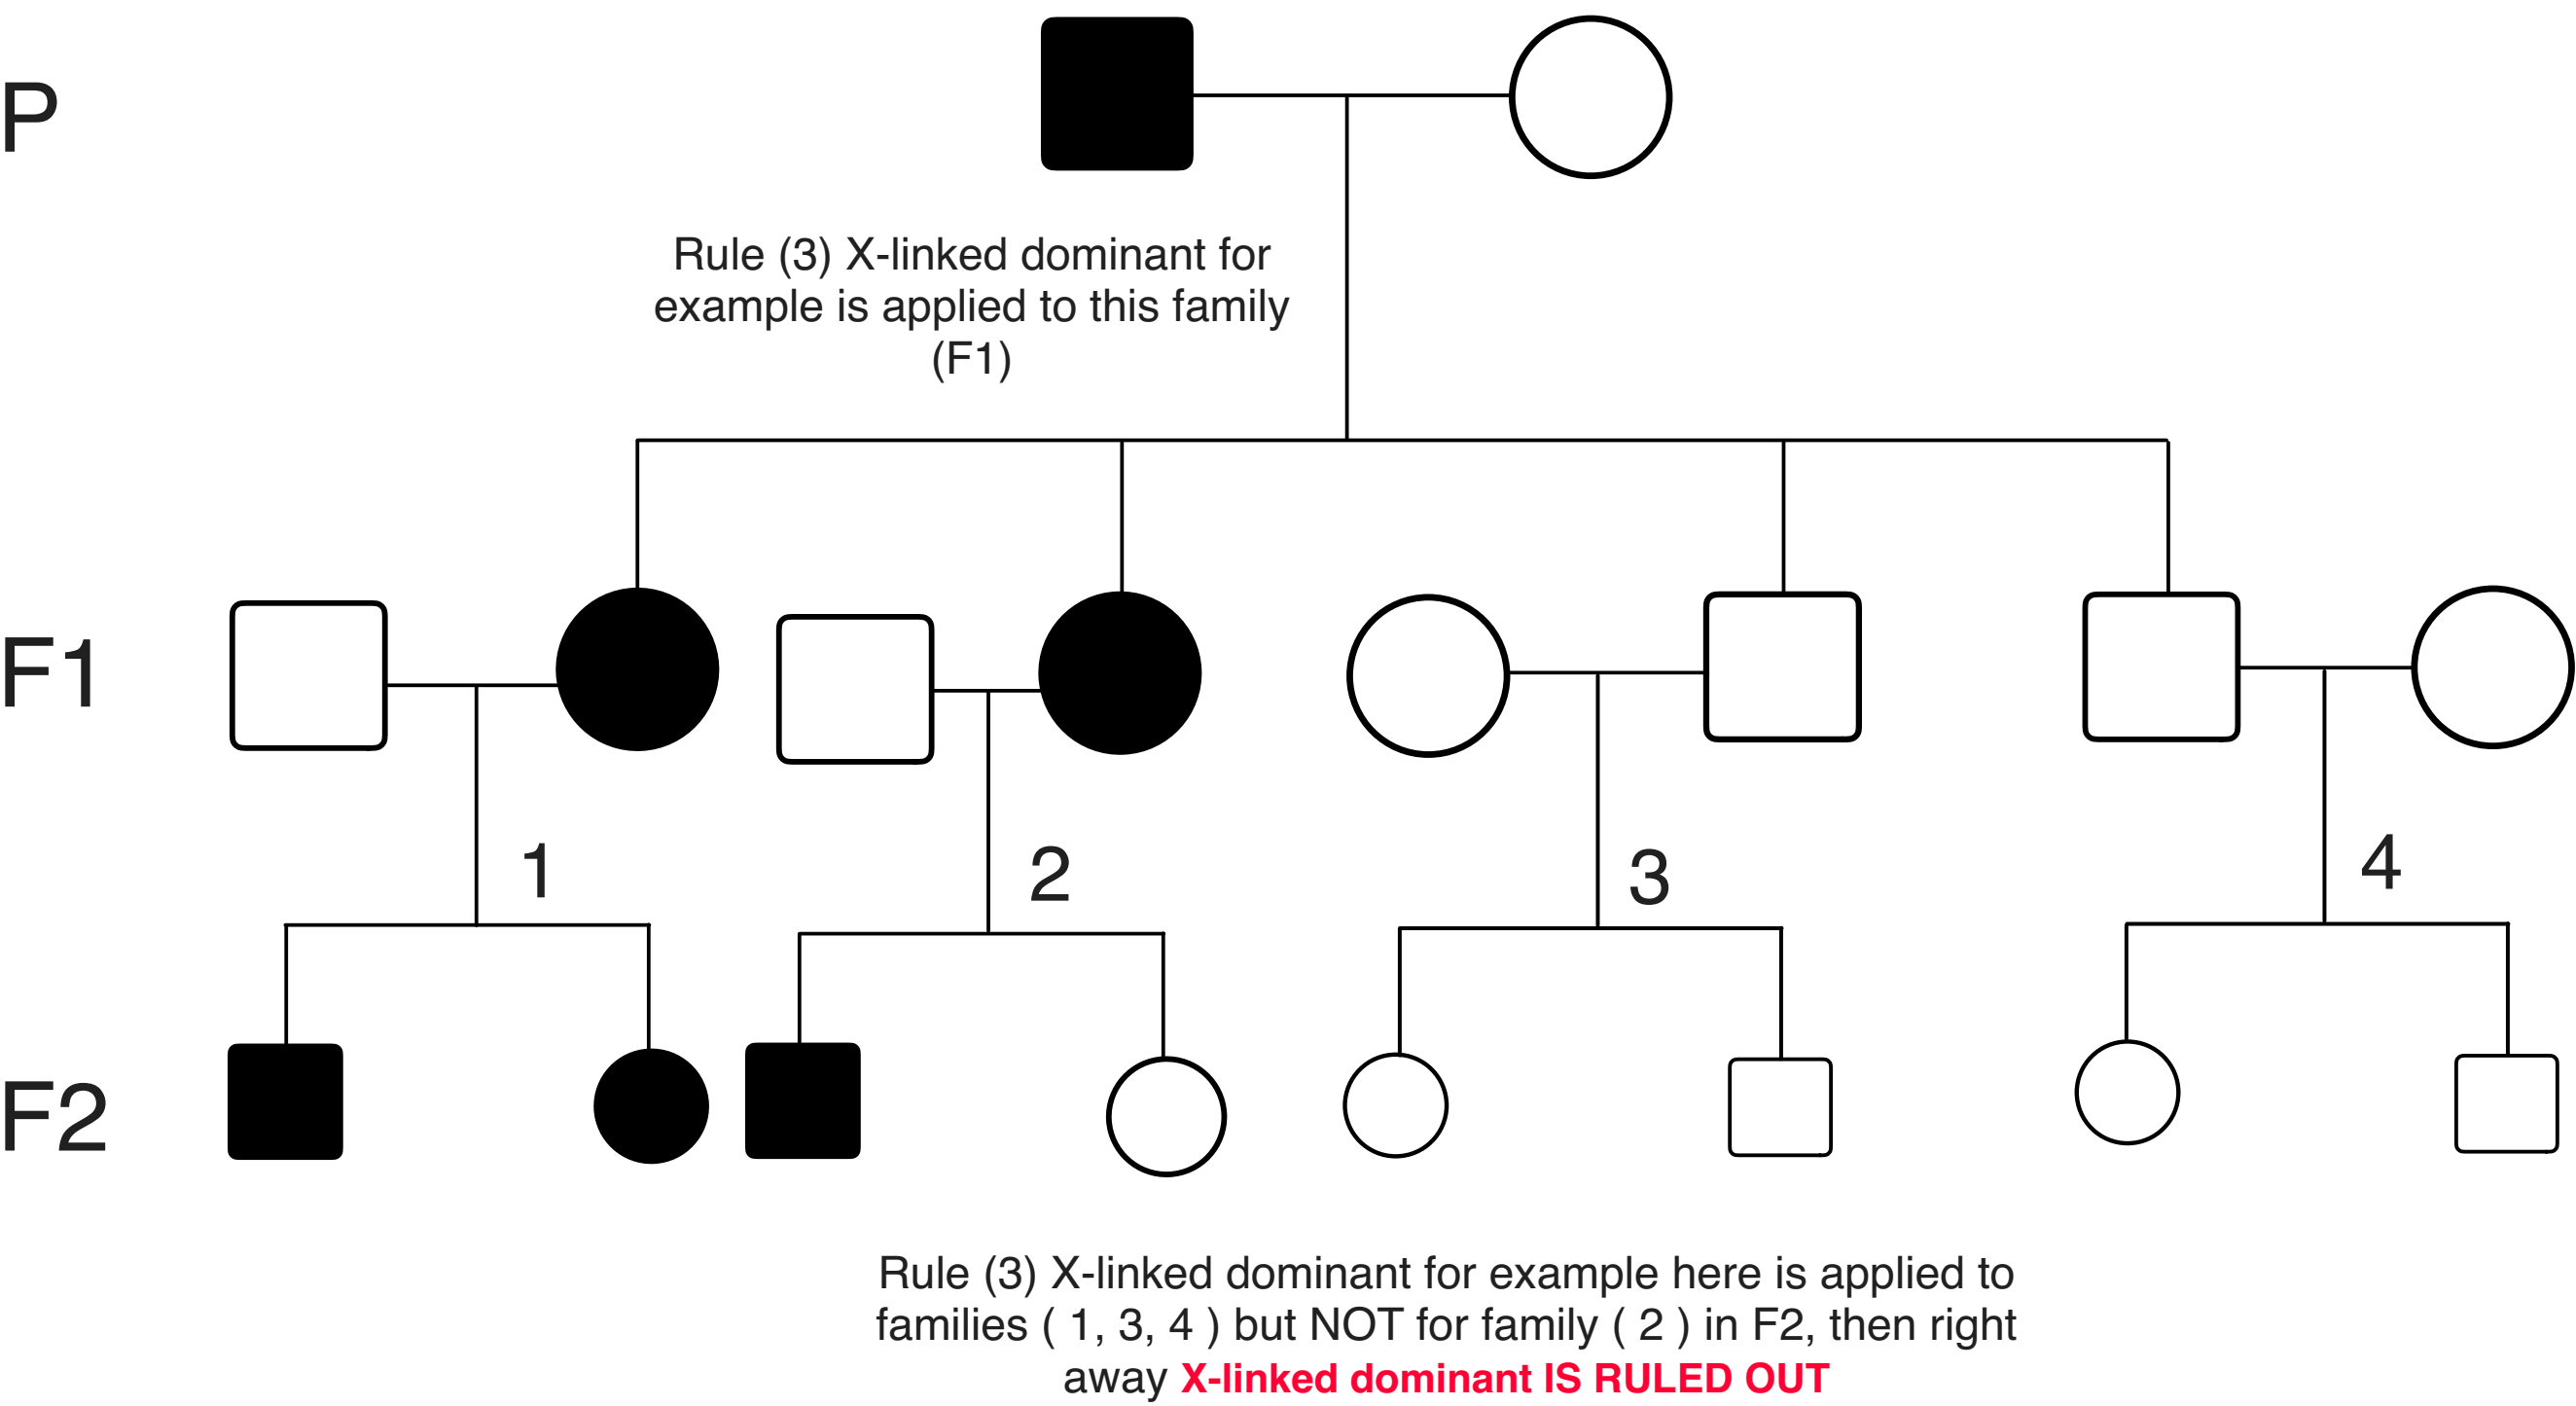 P
Rule (3) X-linked dominant for
example is applied to this family
(F1)
F1
1
2
3
4
F2
Rule (3) X-linked dominant for example here is applied to
families ( 1, 3, 4 ) but NOT for family ( 2 ) in F2, then right
away X-linked dominant IS RULED OUT